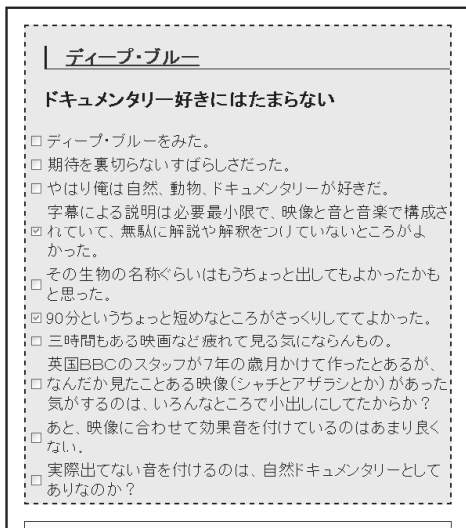 ディープ・ブルー
ドキュメンタリー好きにはたまらない
ディープ・ブルーをみた。
期待を裏切らないすばらしさだった。
やはり俺は自然、動物、ドキュメンタリーが好きだ。
字幕による説明は必要最小限で、映像と音と音楽で構成さ
れていて、無駄に解説や解釈をつけていないところがよ
かった。
その生物の名称ぐらいはもうちょっと出してもよかったかも
と思った。
90分というちょっと短めなところがさっくりしててよかった。
三時間もある映画など疲れて見る気にならんもの。
英国BBCのスタッフが7年の歳月かけて作ったとあるが、
なんだか見たことある映像(シャチとアザラシとか)があった
気がするのは、いろんなところで小出しにしてたからか？
あと、映像に合わせて効果音を付けているのはあまり良く
ない。
実際出てない音を付けるのは、自然ドキュメンタリーとして
ありなのか？